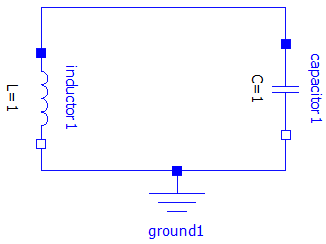 L=1
inductor1
C=1
capacitor1
ground1